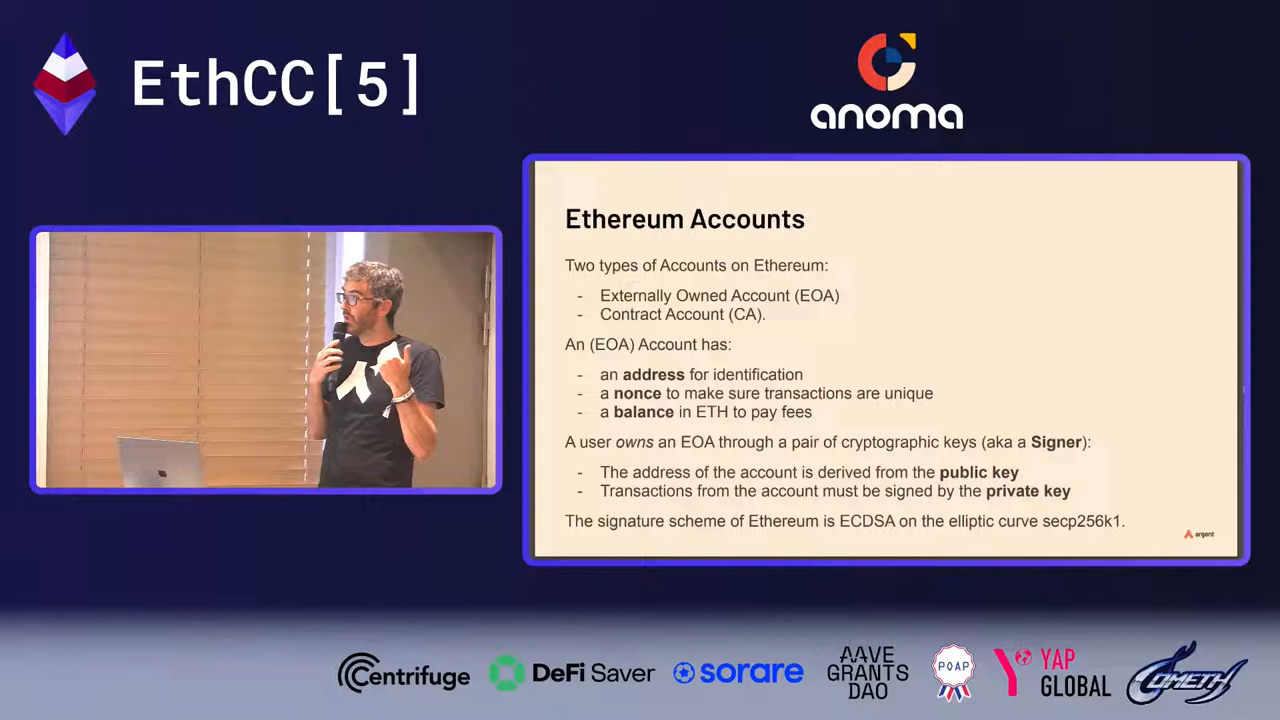 EthCC[5]
anoma
Ethereum Accounts
Two types of Accounts on Ethereum:
- Externally Owned Account (EOA)
- Contract Account (CA).
An (EOA) Account has:
- an address for identification
- a nonce to make sure transactions are unique
- a balance in ETH to pay fees
A user owns an EOA through a pair of cryptographic keys (aka a Signer):
- The address of the account is derived from the public key
- Transactions from the account must be signed by the private key
The signature scheme of Ethereum is ECDSA on the elliptic curve secp256k1.
argent
Centrifuge
DeFi Saver
sorare
AAVE
GRANTS
DAO
POAP
YAP
GLOBAL
COMETH